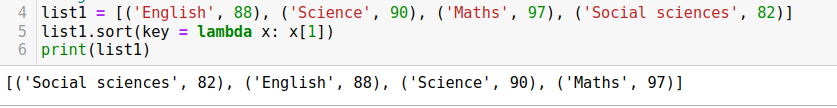 4 list1 = [('English', 88), ('Science', 90), ('Maths', 97), ('Social sciences', 82)]
5 list1.sort(key = lambda x: x[1])
6 print(list1)
[('Social sciences', 82), ('English', 88), ('Science', 90), ('Maths', 97)]